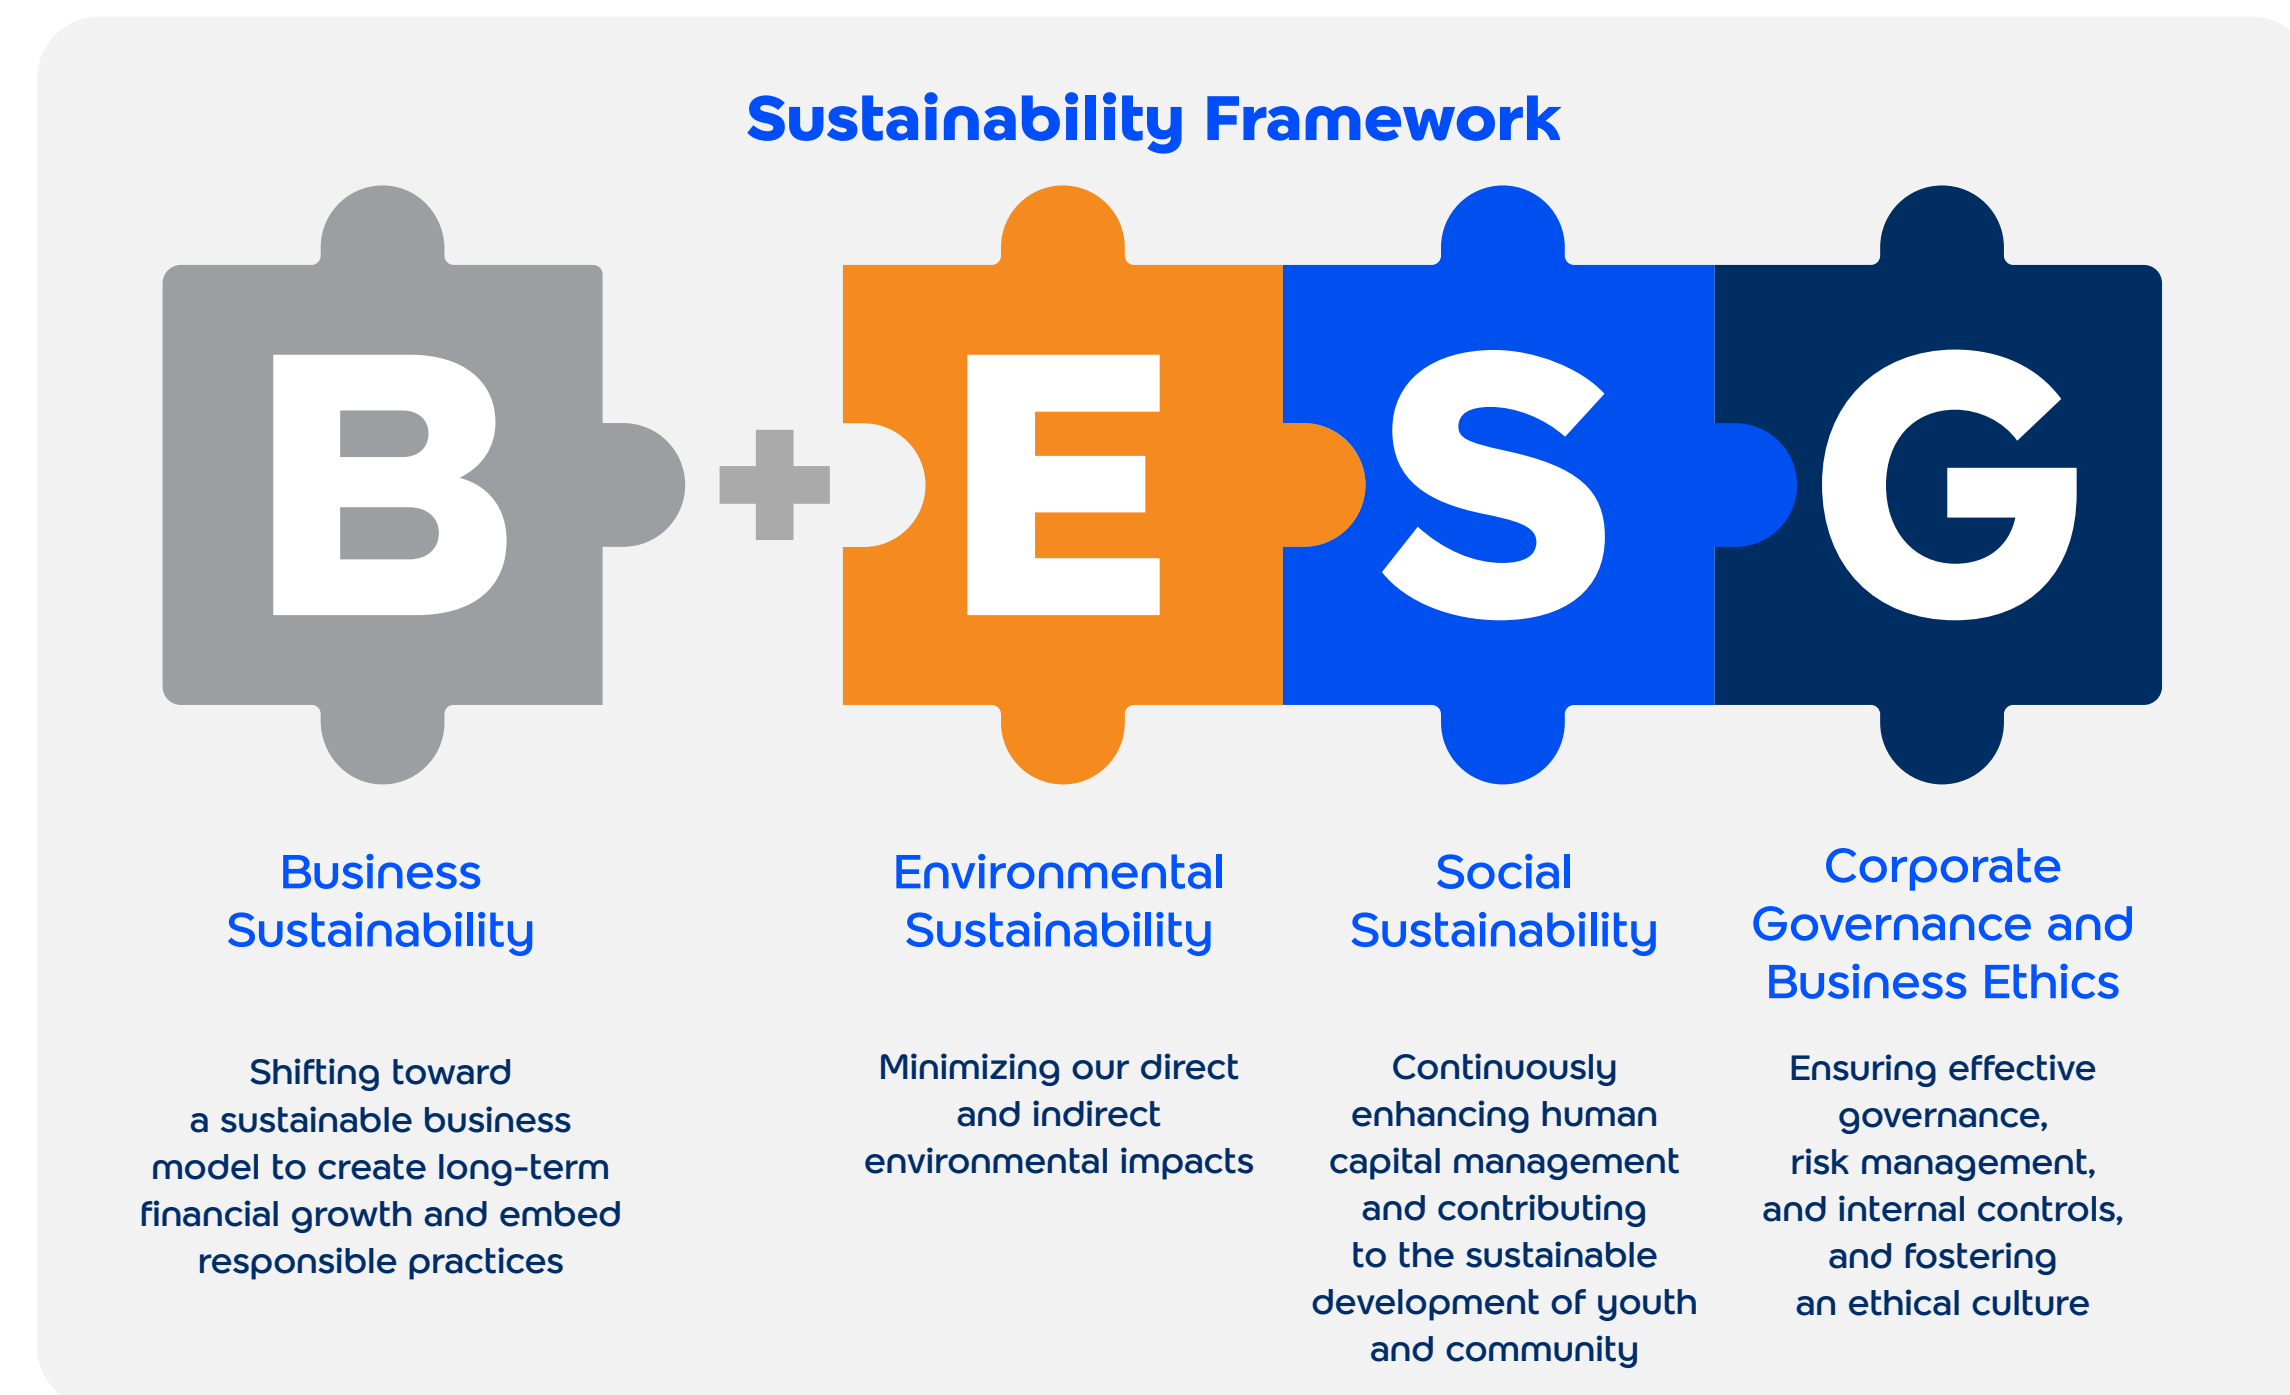 Sustainability Framework
B + E S G
Business
Sustainability
Shifting toward
a sustainable business
model to create long-term
financial growth and embed
responsible practices
Environmental
Sustainability
Minimizing our direct
and indirect
environmental impacts
Social
Sustainability
Continuously
enhancing human
capital management
and contributing
to the sustainable
development of youth
and community
Corporate
Governance and
Business Ethics
Ensuring effective
governance,
risk management,
and internal controls,
and fostering
an ethical culture